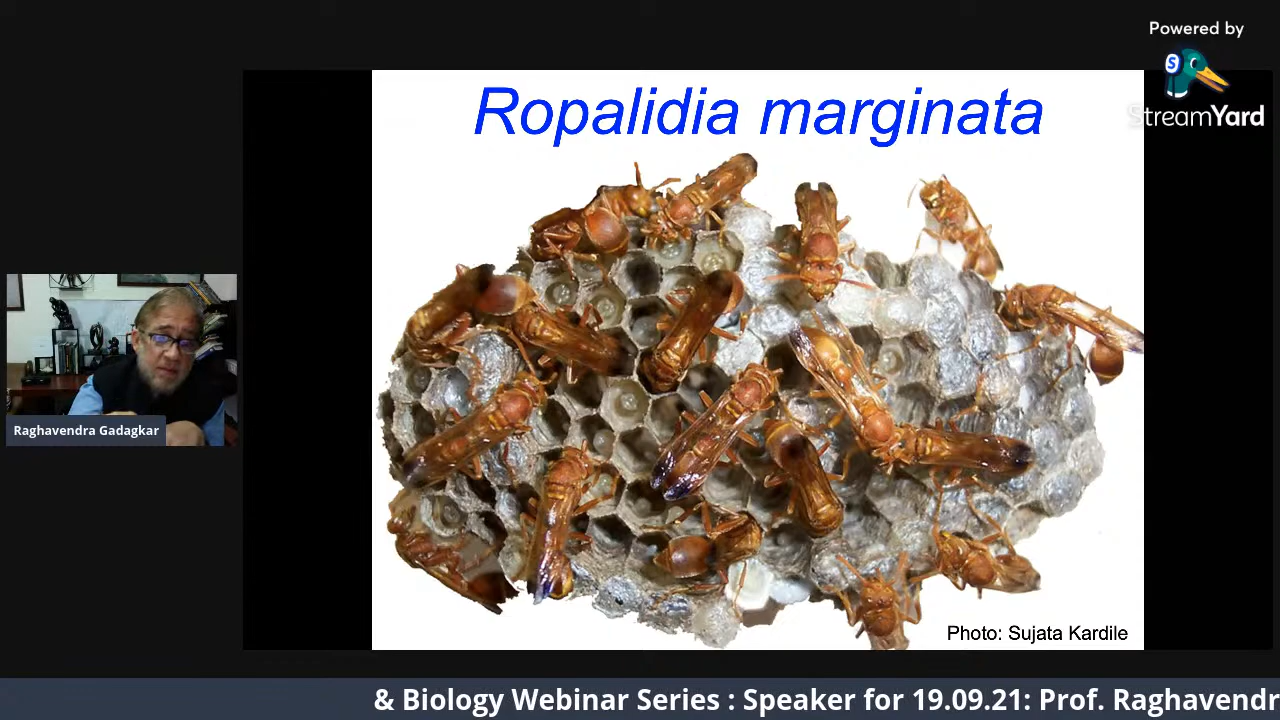 Powered by
StreamYard
Ropalidia marginata
Raghavendra Gadagkar
Photo: Sujata Kardile
& Biology Webinar Series : Speaker for 19.09.21: Prof. Raghavendr